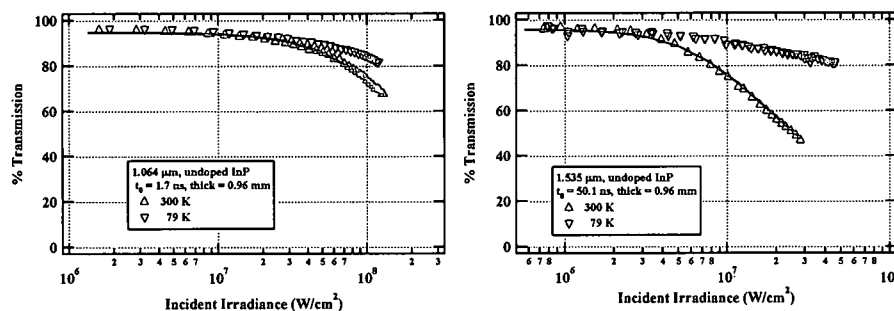 100
80
60
40
20
0
% Transmission
1.064 μm, undoped InP
t₀ = 1.7 ns, thick = 0.96 mm
△ 300 K
▽ 79 K
2 3 4 5 6 7 2 3 4 5 6 7 2 3
10⁶ 10⁷ 10⁸
Incident Irradiance (W/cm²)
100
80
60
40
20
0
% Transmission
1.535 μm, undoped InP
t₀ = 50.1 ns, thick = 0.96 mm
△ 300 K
▽ 79 K
6 7 8 2 3 4 5 6 7 8 2 3 4 5 6 7 8
10⁶ 10⁷ 10
Incident Irradiance (W/cm²)